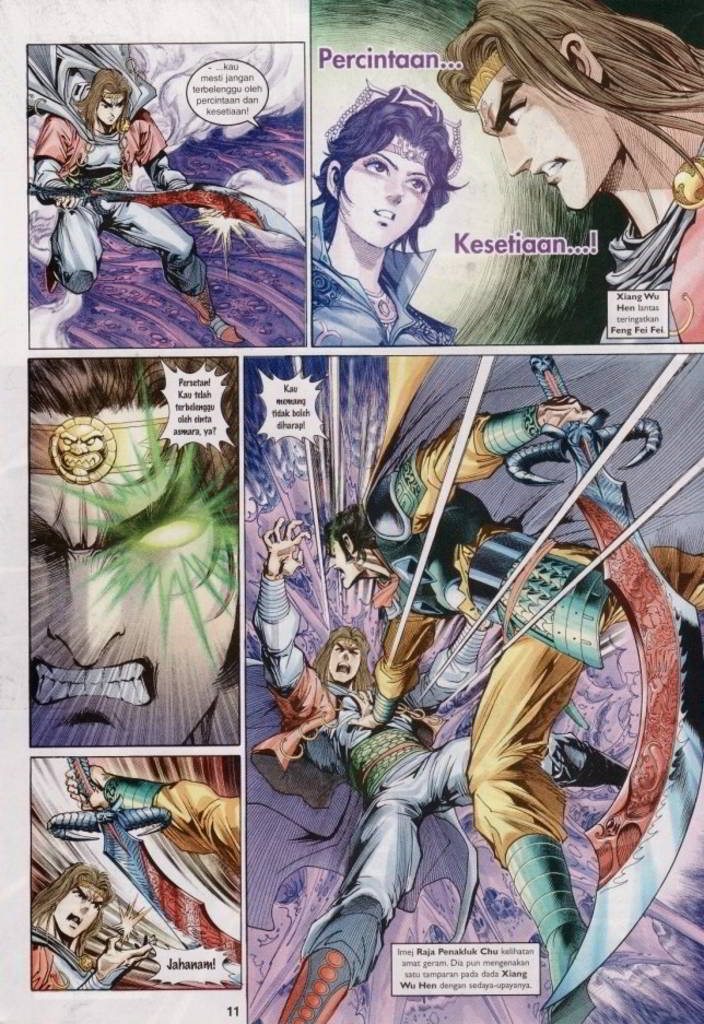 - ...kau
mesti jangan
terbelenggu oleh
percintaan dan
kesetiaan!
Percintaan...
Kesetiaan...!
Xiang Wu
Hen lantas
teringatkan
Feng Fei Fei.
Persetan!
Kau telah
terbelenggu
oleh cinta
asmara, ya?
Kau
memang
tidak boleh
diharap!
Jahanam!
Imej Raja Penakluk Chu kelihatan
amat geram. Dia pun mengenakan
satu tamparan pada dada Xiang
Wu Hen dengan sedaya-upayanya.
11